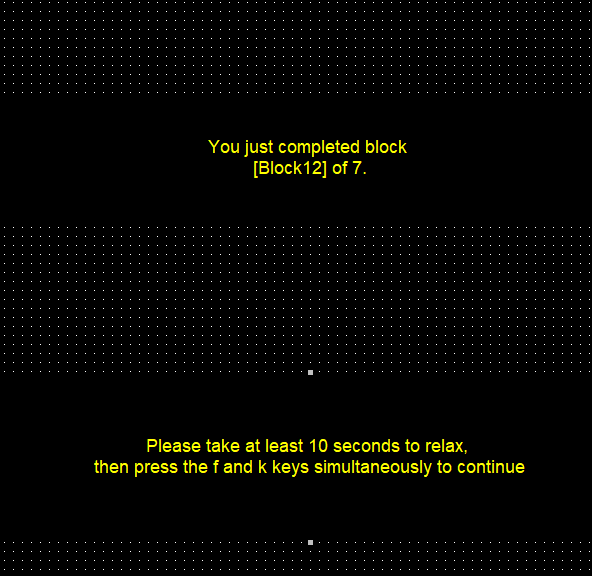 You just completed block
[Block12] of 7.
Please take at least 10 seconds to relax,
then press the f and k keys simultaneously to continue